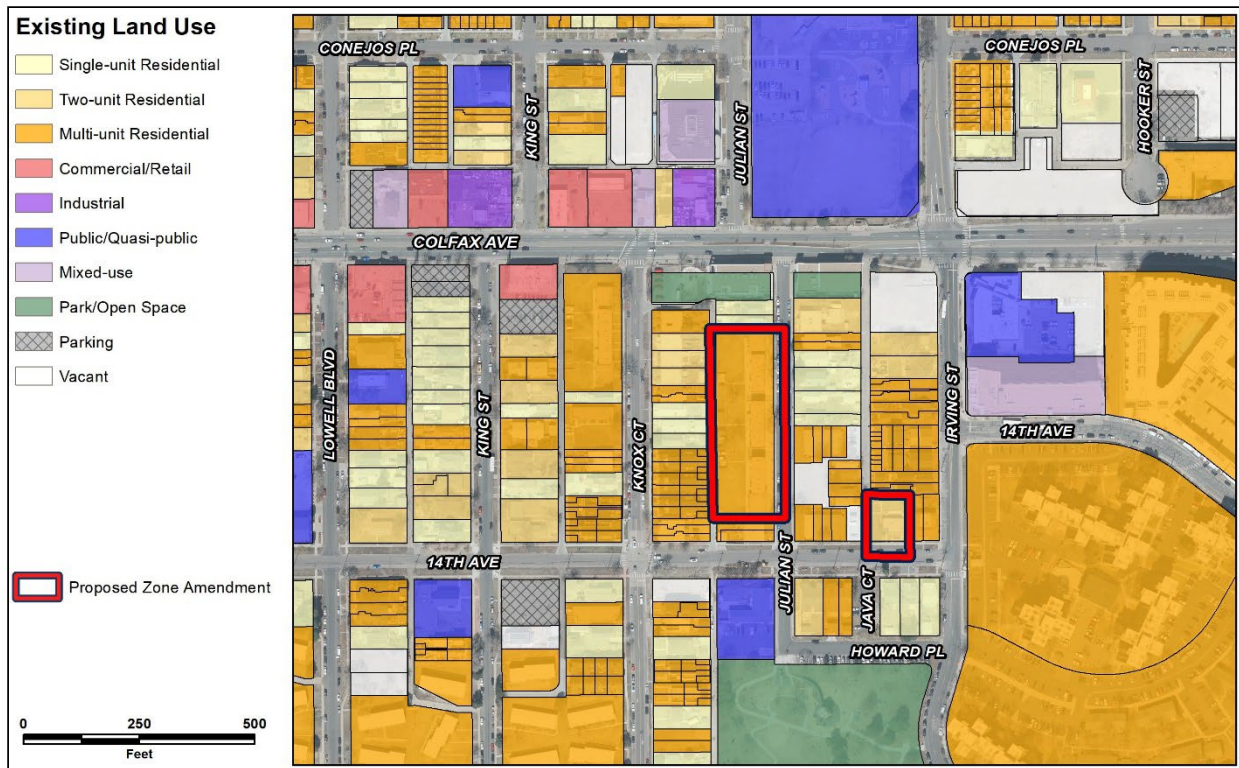 Existing Land Use
Single-unit Residential
Two-unit Residential
Multi-unit Residential
Commercial/Retail
Industrial
Public/Quasi-public
Mixed-use
Park/Open Space
Parking
Vacant
Proposed Zone Amendment
0 250 500
Feet
CONEJOS PL
CONEJOS PL
KING ST
JULIAN ST
HOOKER ST
COLFAX AVE
LOWELL BLVD
KING ST
KNOX CT
IRVING ST
14TH AVE
14TH AVE
JULIAN ST
JAVA CT
HOWARD PL